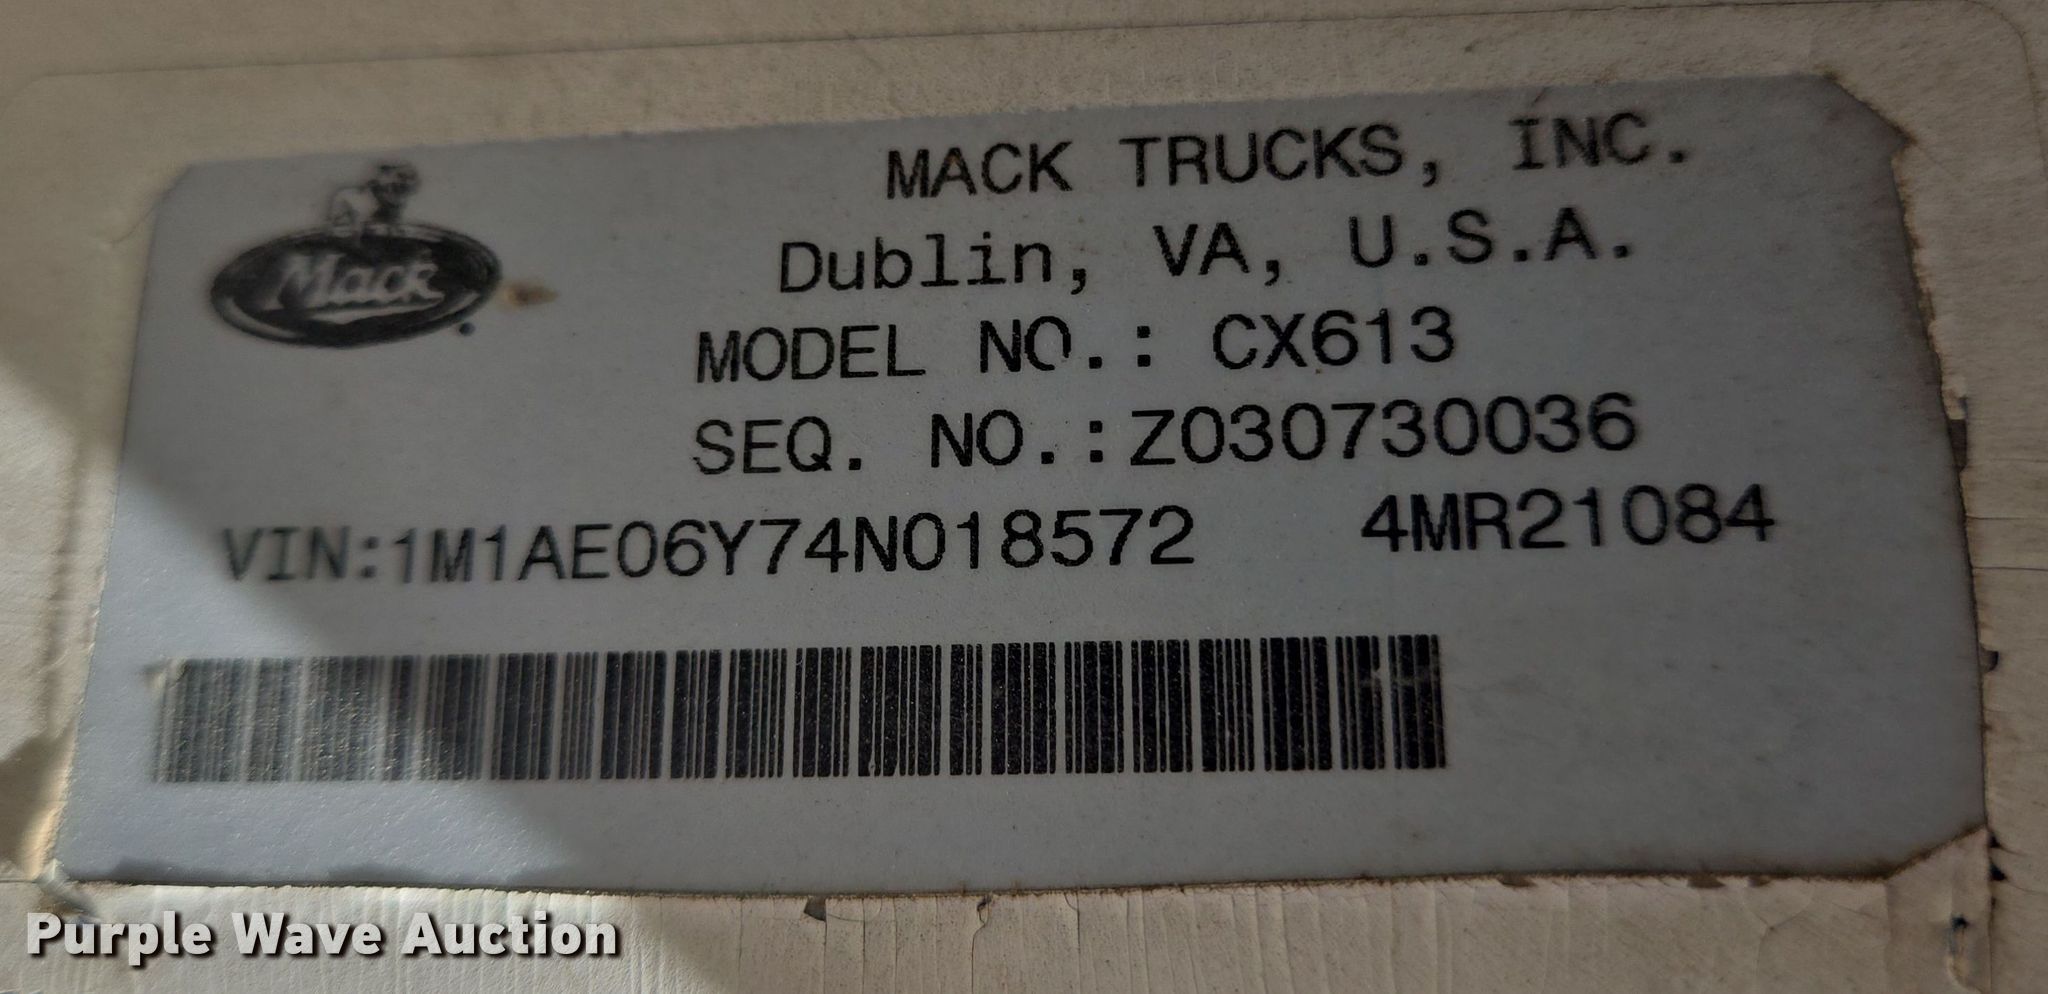 MACK TRUCKS, INC.
Mack
Dublin, VA, U.S.A.
MODEL NO.: CX613
SEQ. NO.:Z030730036
VIN:1M1AE06Y74N018572 4MR21084
Purple Wave Auction